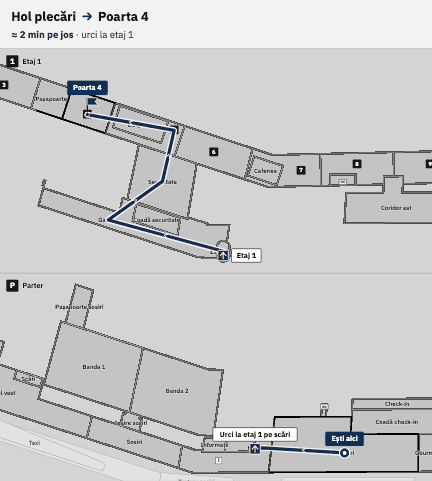 Hol plecări → Poarta 4
≈ 2 min pe jos · urci la etaj 1
1 Etaj 1
3
Pașapoarte
Poarta 4
6
Cafenea
7
8
9
Securitate
Coridor est
Coadă securitate
Etaj 1
P Parter
Pașapoarte sosiri
Banda 1
Banda 2
Scări
Sosiri
Taxi
Informații
Urci la etaj 1 pe scări
Ești aici
Check-in
Coadă check-in